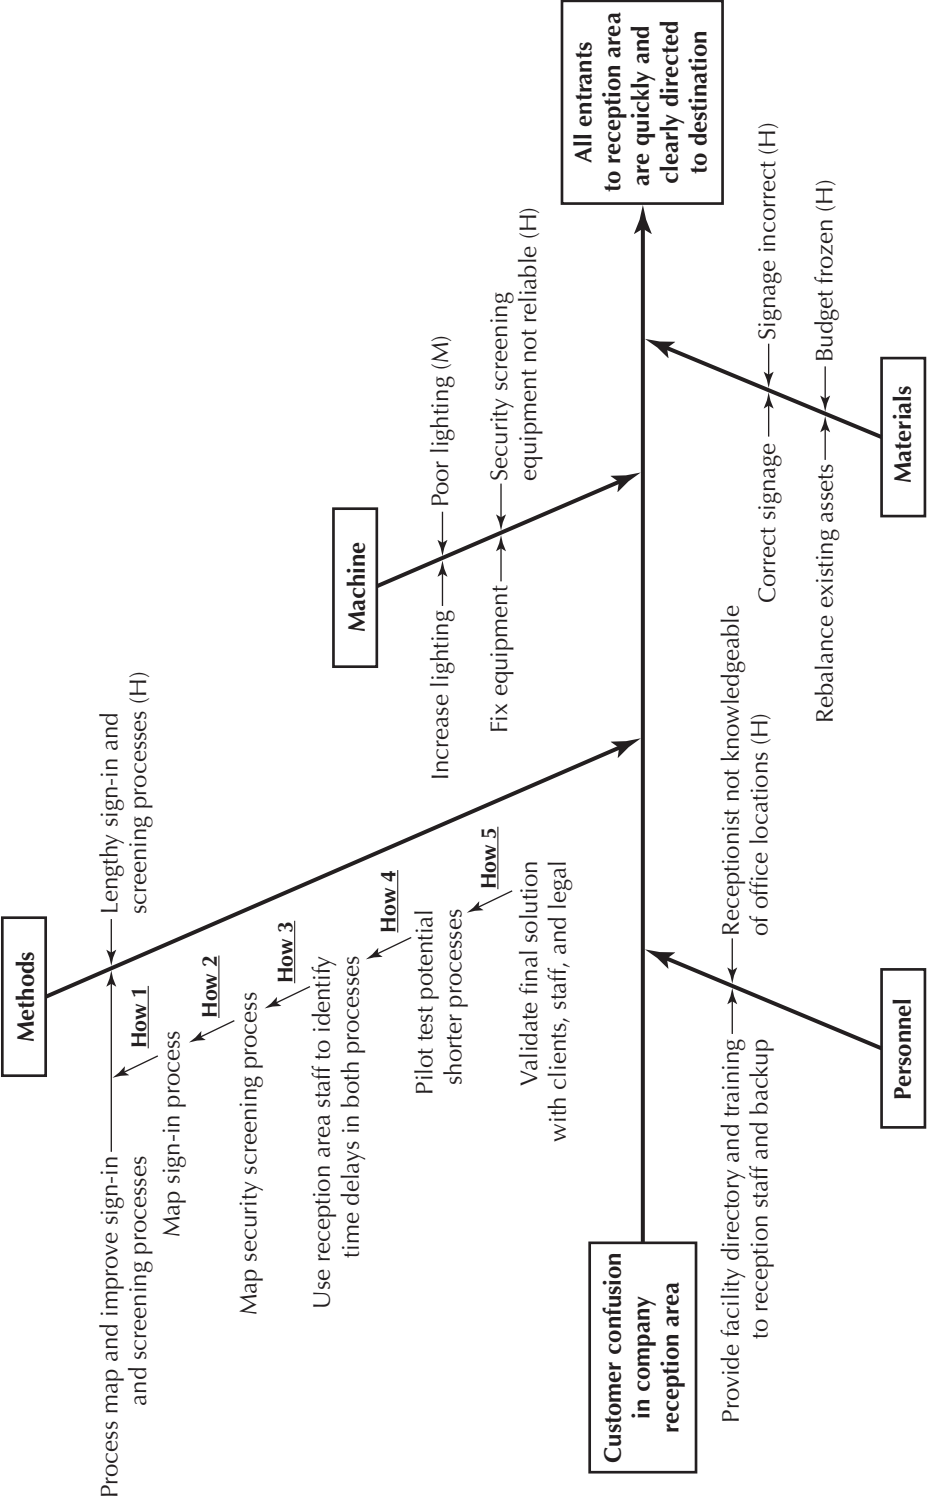 Methods
Process map and improve sign-in
and screening processes
Lengthy sign-in and
screening processes (H)
How 1
Map sign-in process
How 2
Map security screening process
How 3
Use reception area staff to identify
time delays in both processes
How 4
Pilot test potential
shorter processes
How 5
Validate final solution
with clients, staff, and legal
Machine
Increase lighting
Poor lighting (M)
Fix equipment
Security screening
equipment not reliable (H)
Customer confusion
in company
reception area
All entrants
to reception area
are quickly and
clearly directed
to destination
Provide facility directory and training
to reception staff and backup
Receptionist not knowledgeable
of office locations (H)
Personnel
Correct signage
Signage incorrect (H)
Rebalance existing assets
Budget frozen (H)
Materials